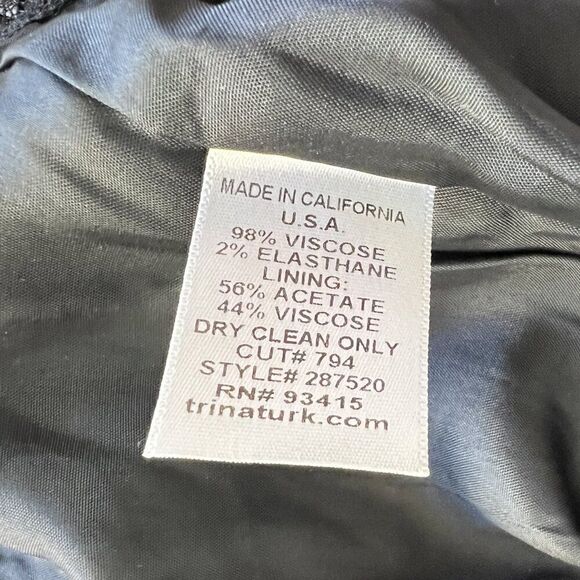 MADE IN CALIFORNIA
U.S.A.
98% VISCOSE
2% ELASTHANE
LINING:
56% ACETATE
44% VISCOSE
DRY CLEAN ONLY
CUT# 794
STYLE# 287520
RN# 93415
trinaturk.com